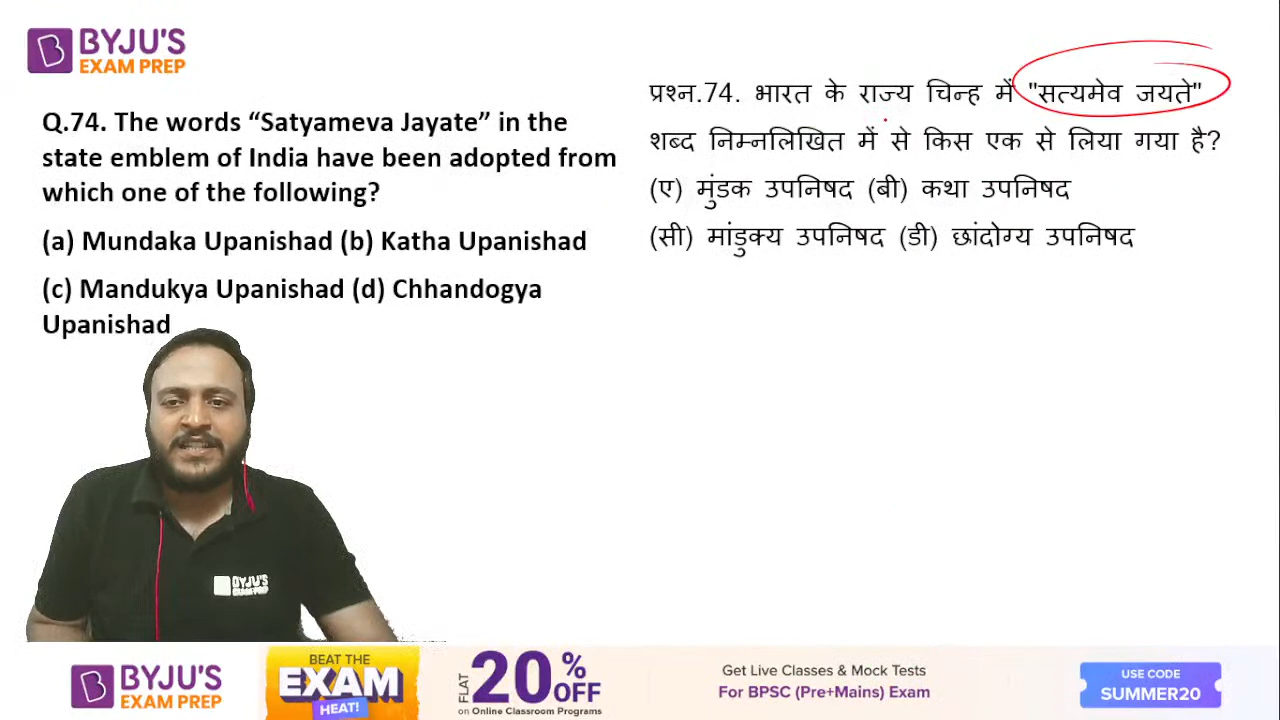 BYJU'S
EXAM PREP
Q.74. The words “Satyameva Jayate” in the
state emblem of India have been adopted from
which one of the following?
(a) Mundaka Upanishad (b) Katha Upanishad
(c) Mandukya Upanishad (d) Chhandogya
Upanishad
प्रश्न.74. भारत के राज्य चिन्ह में "सत्यमेव जयते"
शब्द निम्नलिखित में से किस एक से लिया गया है?
(ए) मुंडक उपनिषद (बी) कथा उपनिषद
(सी) मांडुक्य उपनिषद (डी) छांदोग्य उपनिषद
BYJU'S
EXAM PREP
BYJU'S
EXAM PREP
BEAT THE
EXAM
HEAT!
FLAT 20% OFF
on Online Classroom Programs
Get Live Classes & Mock Tests
For BPSC (Pre+Mains) Exam
USE CODE
SUMMER20